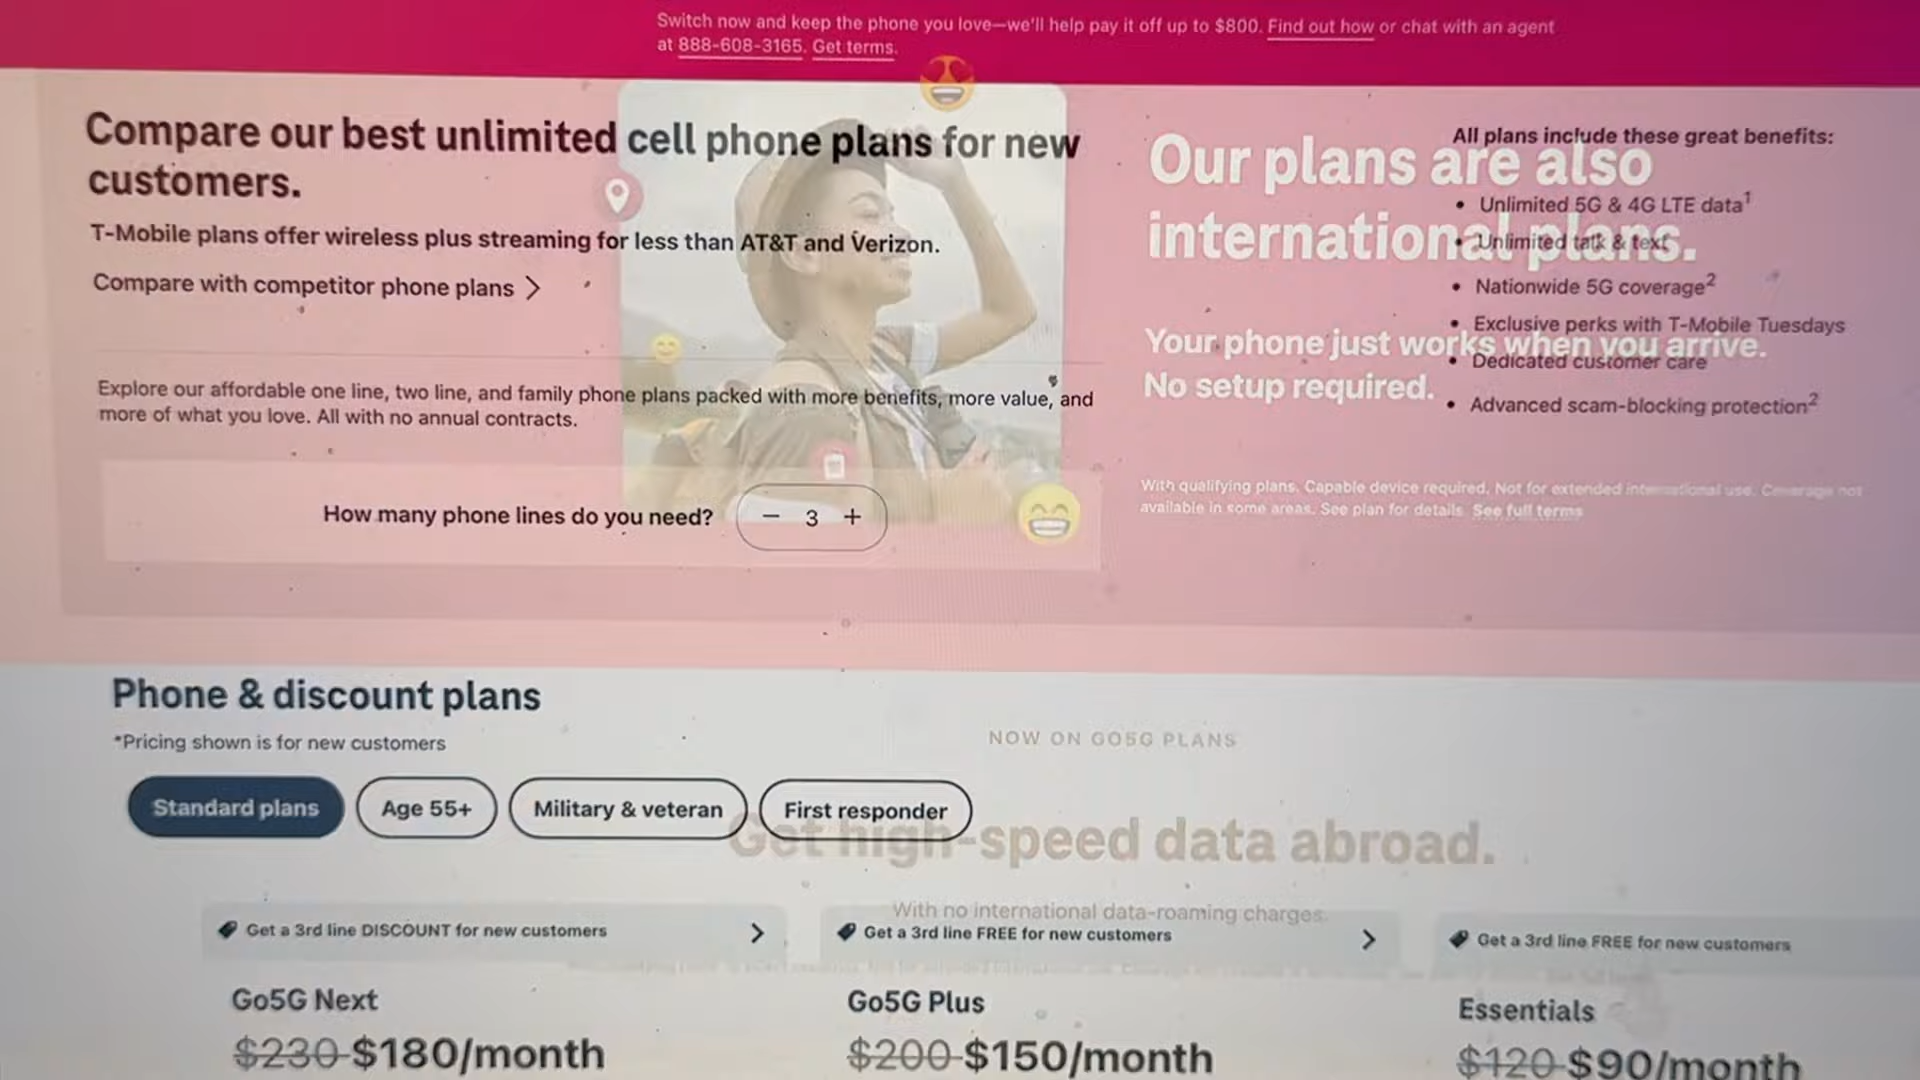 Switch now and keep the phone you love—we'll help pay it off up to $800. Find out how or chat with an agent
at 888-608-3165. Get terms.
Compare our best unlimited cell phone plans for new
customers.
T-Mobile plans offer wireless plus streaming for less than AT&T and Verizon.
Compare with competitor phone plans
Explore our affordable one line, two line, and family phone plans packed with more benefits, more value, and
more of what you love. All with no annual contracts.
How many phone lines do you need? − 3 +
All plans include these great benefits:
• Unlimited 5G & 4G LTE data1
• Unlimited talk & text
• Nationwide 5G coverage2
• Exclusive perks with T-Mobile Tuesdays
• Dedicated customer care
• Advanced scam-blocking protection2
Our plans are also
international plans.
Your phone just works when you arrive.
No setup required.
With qualifying plans. Capable device required. Not for extended international use. Coverage not
available in some areas. See plan for details. See full terms
Phone & discount plans
*Pricing shown is for new customers
Standard plans
Age 55+
Military & veteran
First responder
NOW ON GO5G PLANS
Get high-speed data abroad.
With no international data-roaming charges.
Get a 3rd line DISCOUNT for new customers
Go5G Next
$230 $180/month
Get a 3rd line FREE for new customers
Go5G Plus
$200 $150/month
Get a 3rd line FREE for new customers
Essentials
$120 $90/month